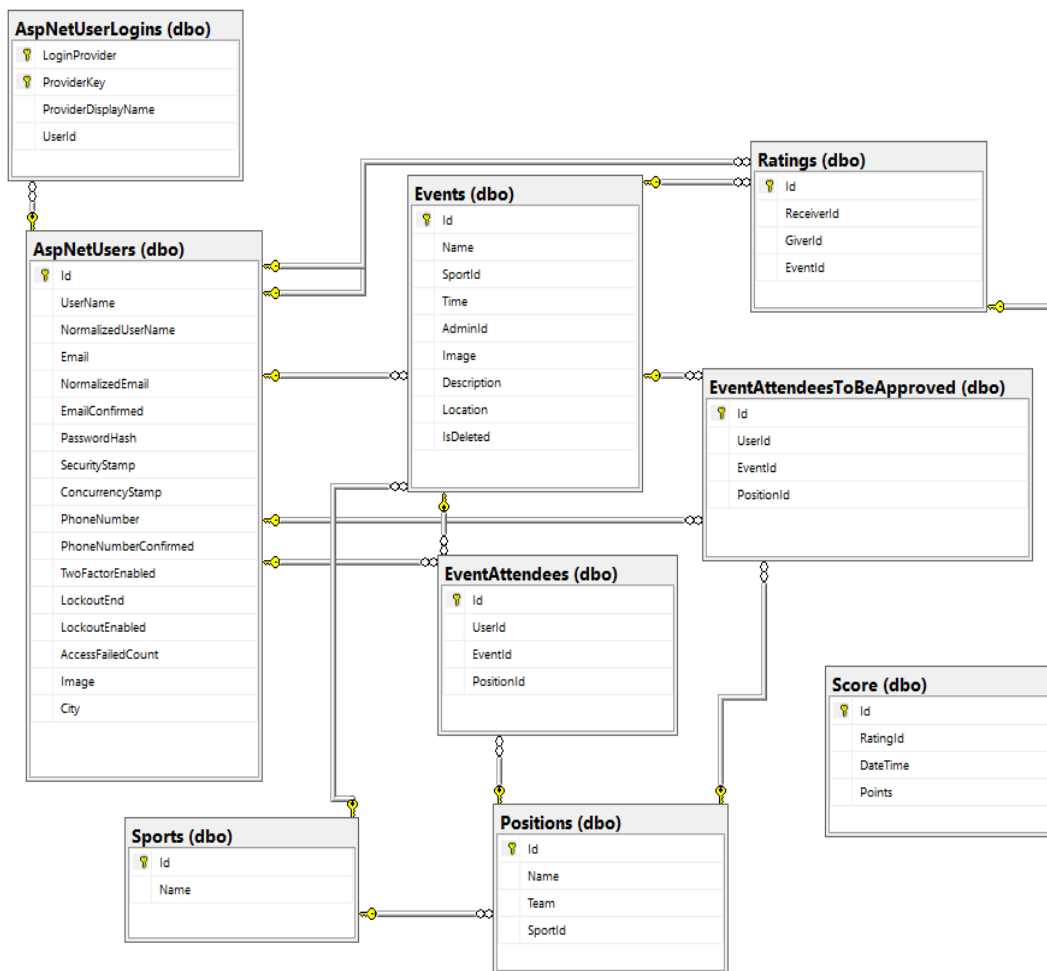 AspNetUserLogins (dbo)
LoginProvider
ProviderKey
ProviderDisplayName
UserId
AspNetUsers (dbo)
Id
UserName
NormalizedUserName
Email
NormalizedEmail
EmailConfirmed
PasswordHash
SecurityStamp
ConcurrencyStamp
PhoneNumber
PhoneNumberConfirmed
TwoFactorEnabled
LockoutEnd
LockoutEnabled
AccessFailedCount
Image
City
Events (dbo)
Id
Name
SportId
Time
AdminId
Image
Description
Location
IsDeleted
Ratings (dbo)
Id
ReceiverId
GiverId
EventId
EventAttendeesToBeApproved (dbo)
Id
UserId
EventId
PositionId
EventAttendees (dbo)
Id
UserId
EventId
PositionId
Score (dbo)
Id
RatingId
DateTime
Points
Sports (dbo)
Id
Name
Positions (dbo)
Id
Name
Team
SportId